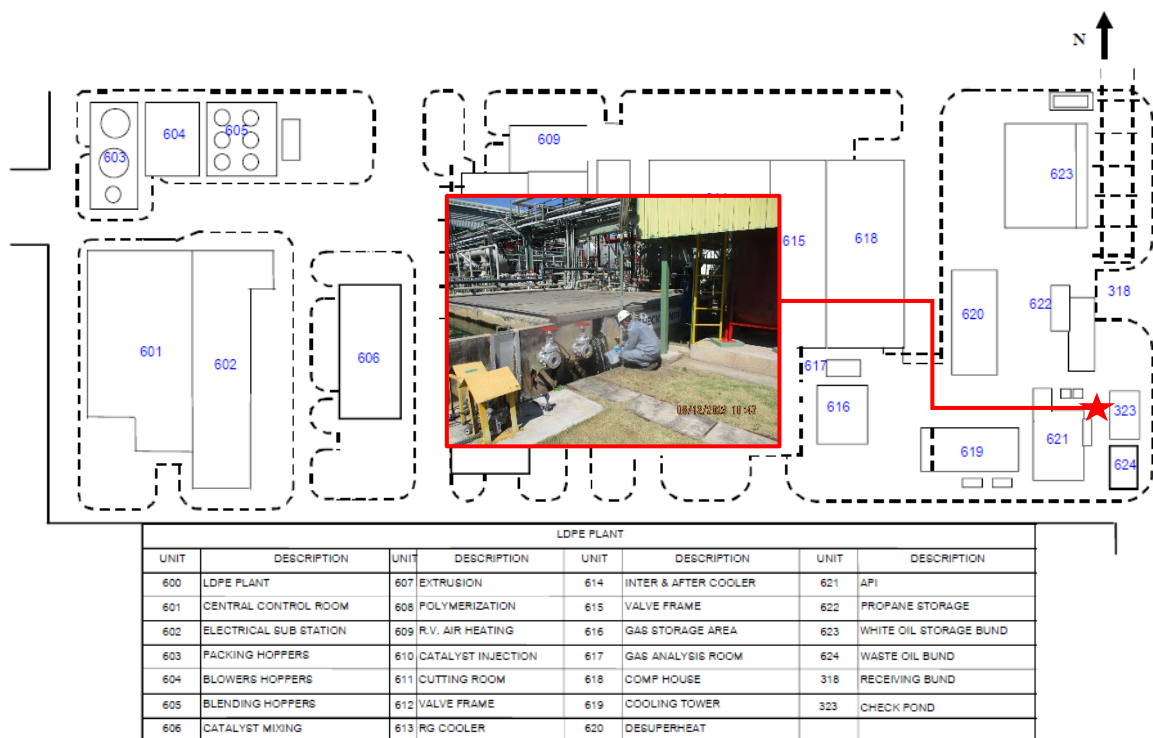 N
603
604
605
609
623
615
618
318
622
620
601
602
606
617
616
323
621
619
624
06/12/2023 10:47
LDPE PLANT
UNIT DESCRIPTION UNIT DESCRIPTION UNIT DESCRIPTION UNIT DESCRIPTION
600 LDPE PLANT 607 EXTRUSION 614 INTER & AFTER COOLER 621 API
601 CENTRAL CONTROL ROOM 608 POLYMERIZATION 615 VALVE FRAME 622 PROPANE STORAGE
602 ELECTRICAL SUB STATION 609 R.V. AIR HEATING 616 GAS STORAGE AREA 623 WHITE OIL STORAGE BUND
603 PACKING HOPPERS 610 CATALYST INJECTION 617 GAS ANALYSIS ROOM 624 WASTE OIL BUND
604 BLOWERS HOPPERS 611 CUTTING ROOM 618 COMP HOUSE 318 RECEIVING BUND
605 BLENDING HOPPERS 612 VALVE FRAME 619 COOLING TOWER 323 CHECK POND
606 CATALYST MIXING 613 RG COOLER 620 DESUPERHEAT